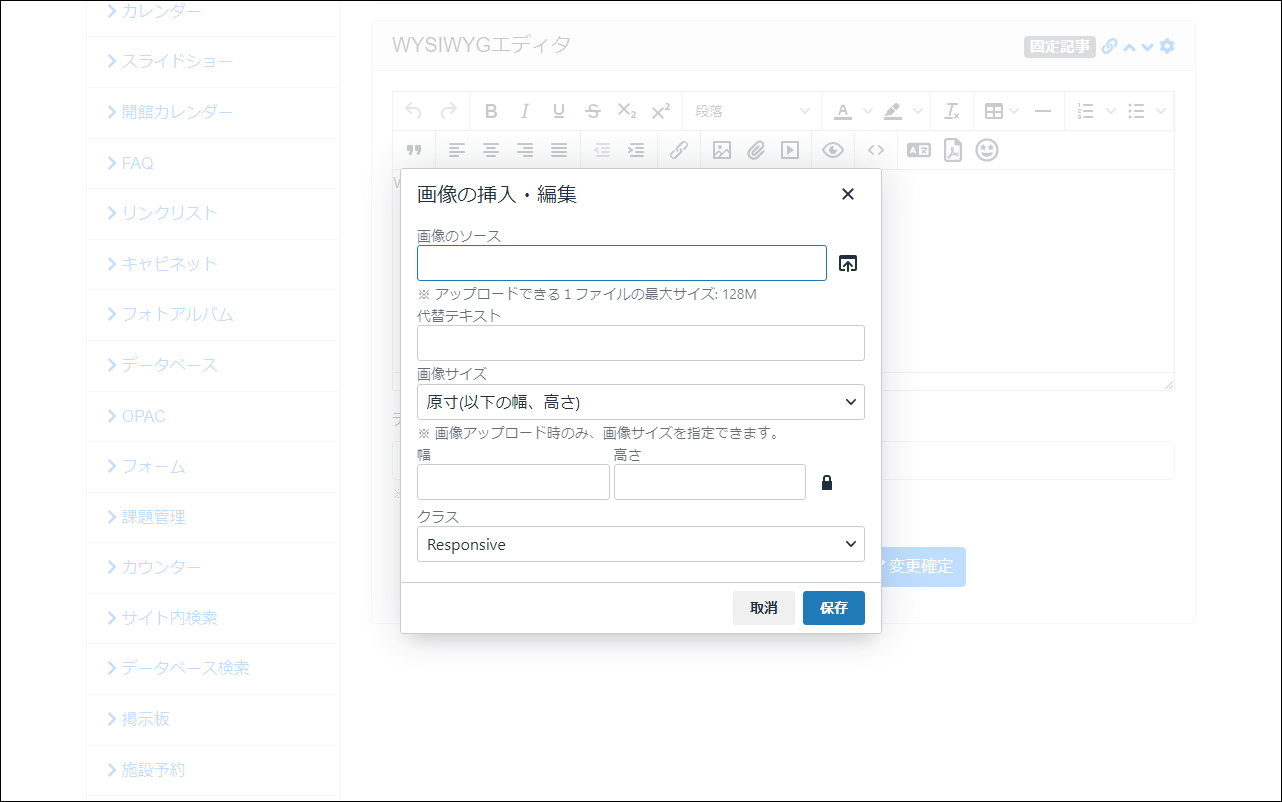 カレンダー
スライドショー
開館カレンダー
FAQ
リンクリスト
キャビネット
フォトアルバム
データベース
OPAC
フォーム
課題管理
カウンター
サイト内検索
データベース検索
掲示板
施設予約
WYSIWYGエディタ
固定記事
段落
画像の挿入・編集
画像のソース
※ アップロードできる１ファイルの最大サイズ: 128M
代替テキスト
画像サイズ
原寸(以下の幅、高さ)
※ 画像アップロード時のみ、画像サイズを指定できます。
幅 高さ
クラス
Responsive
取消 保存
変更確定